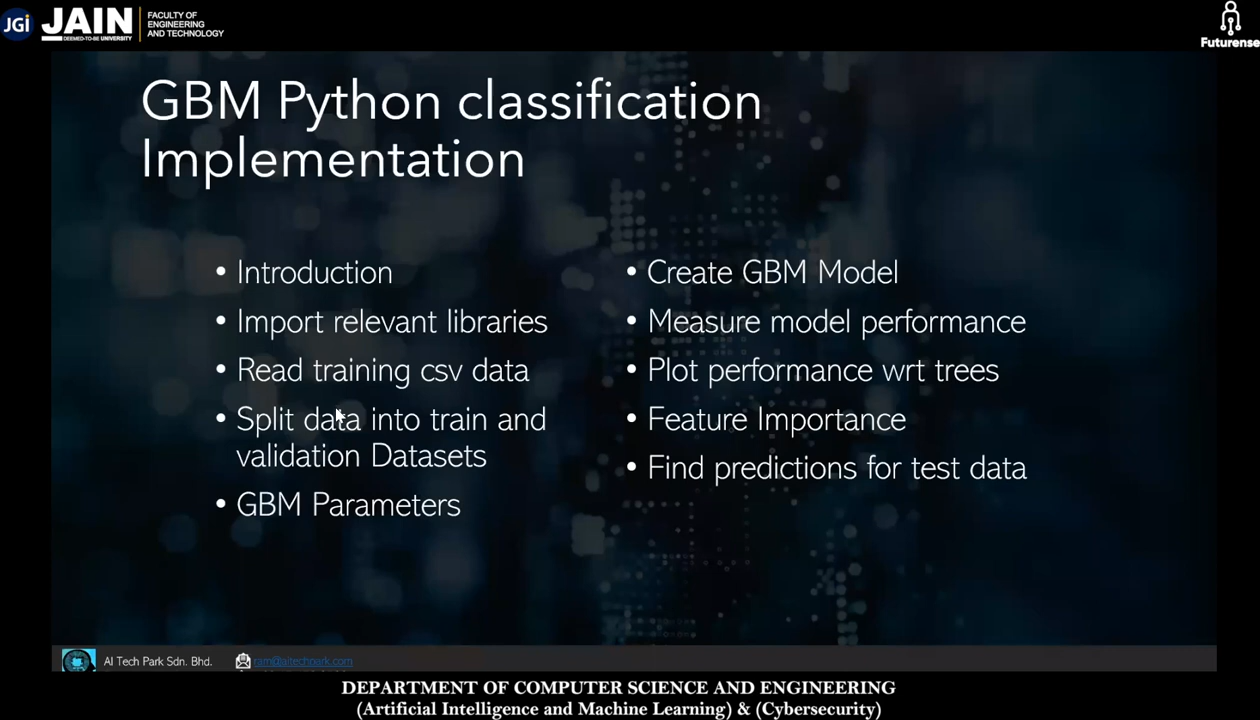 JGi JAIN
DEEMED-TO-BE UNIVERSITY
FACULTY OF
ENGINEERING
AND TECHNOLOGY
Futurense
GBM Python classification
Implementation
• Introduction
• Import relevant libraries
• Read training csv data
• Split data into train and
validation Datasets
• GBM Parameters
• Create GBM Model
• Measure model performance
• Plot performance wrt trees
• Feature Importance
• Find predictions for test data
AI Tech Park Sdn. Bhd.
ram@aitechpark.com
DEPARTMENT OF COMPUTER SCIENCE AND ENGINEERING
(Artificial Intelligence and Machine Learning) & (Cybersecurity)